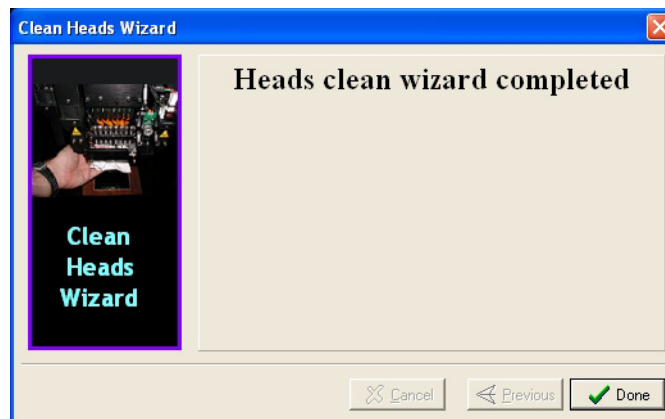 Clean Heads Wizard
Heads clean wizard completed
Clean
Heads
Wizard
Cancel
Previous
Done